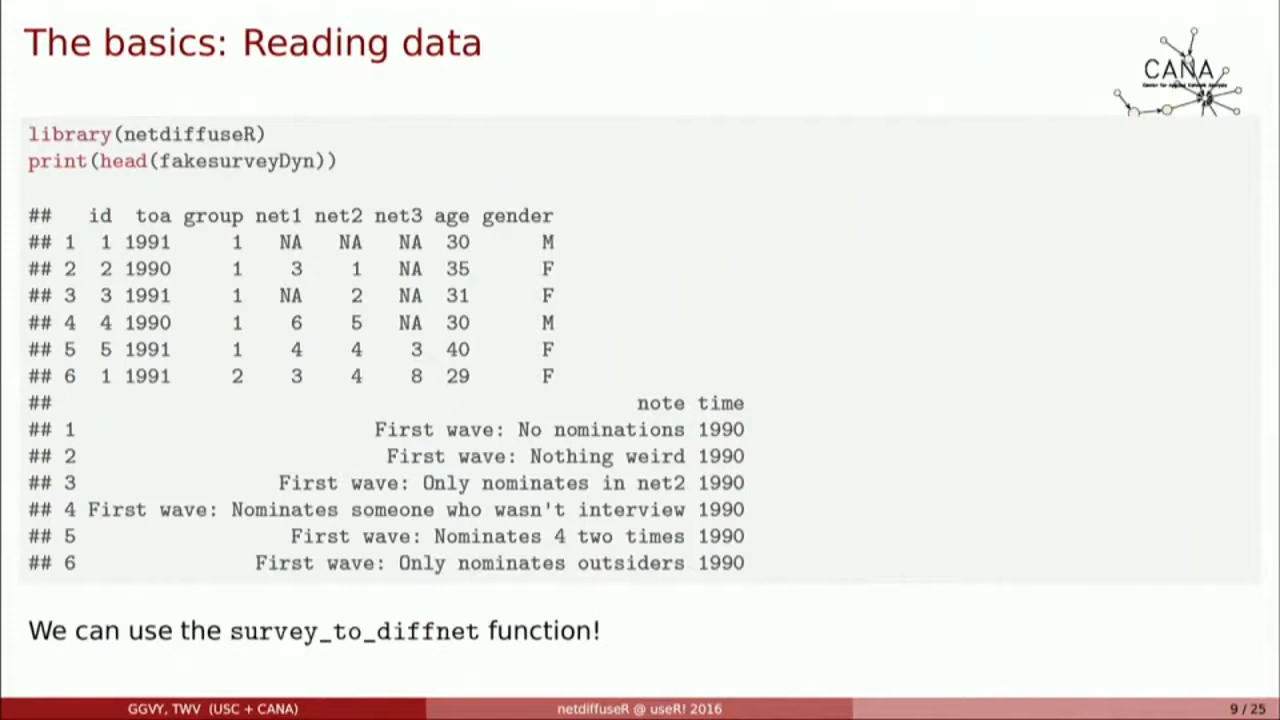 The basics: Reading data
CANA
Center for Applied Network Analysis
library(netdiffuseR)
print(head(fakesurveyDyn))
##   id  toa group net1 net2 net3 age gender
## 1  1 1991     1   NA   NA   NA  30      M
## 2  2 1990     1    3    1   NA  35      F
## 3  3 1991     1   NA    2   NA  31      F
## 4  4 1990     1    6    5   NA  30      M
## 5  5 1991     1    4    4    3  40      F
## 6  1 1991     2    3    4    8  29      F
##                                                note time
## 1                         First wave: No nominations 1990
## 2                          First wave: Nothing weird 1990
## 3                 First wave: Only nominates in net2 1990
## 4 First wave: Nominates someone who wasn't interview 1990
## 5                  First wave: Nominates 4 two times 1990
## 6               First wave: Only nominates outsiders 1990
We can use the survey_to_diffnet function!
GGVY, TWV (USC + CANA) netdiffuseR @ useR! 2016 9 / 25